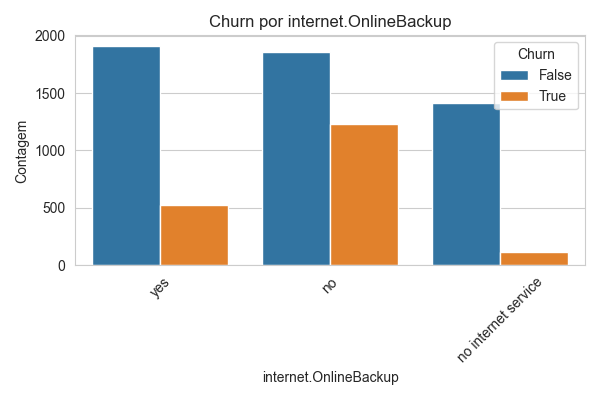 Churn por internet.OnlineBackup
Churn
False
True
2000
1500
1000
500
0
Contagem
yes
no
no internet service
internet.OnlineBackup